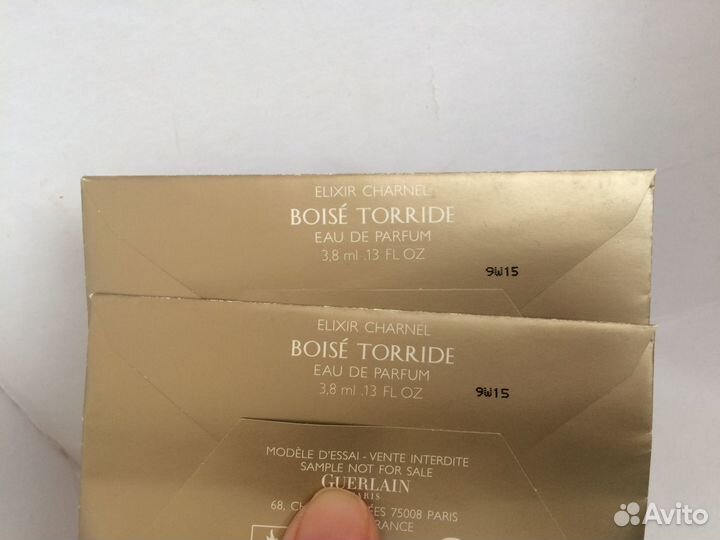 ELIXIR CHARNEL
BOISÉ TORRIDE
EAU DE PARFUM
3,8 ml .13 FL OZ
9W15
ELIXIR CHARNEL
BOISÉ TORRIDE
EAU DE PARFUM
3,8 ml .13 FL OZ
9W15
MODÈLE D'ESSAI - VENTE INTERDITE
SAMPLE NOT FOR SALE
GUERLAIN
PARIS
68, 75008 PARIS
FRANCE
Avito